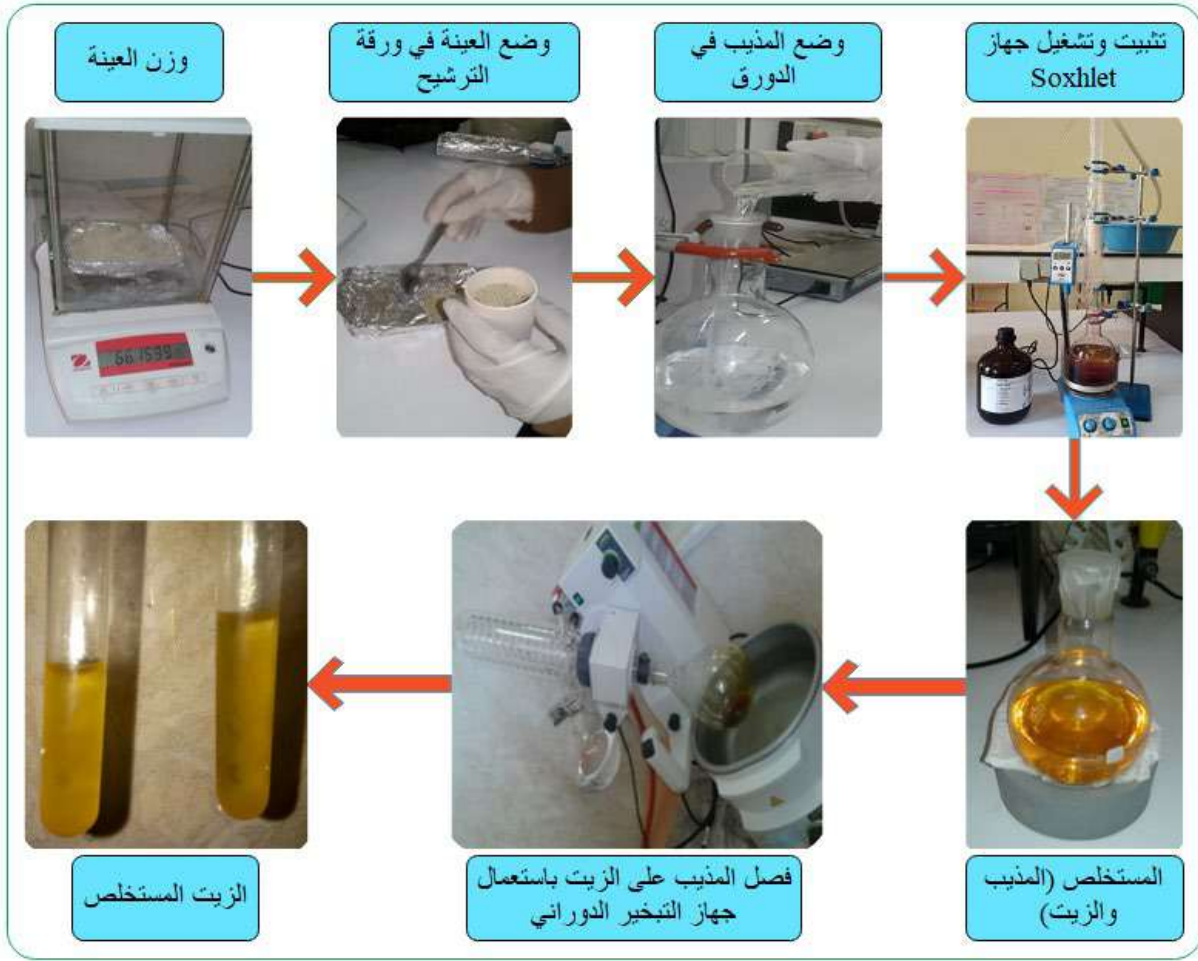 وزن العينة
وضع العينة في ورقة
الترشيح
وضع المذيب في
الدورق
تثبيت وتشغيل جهاز
Soxhlet
المستخلص (المذيب
والزيت)
فصل المذيب على الزيت باستعمال
جهاز التبخير الدوراني
الزيت المستخلص